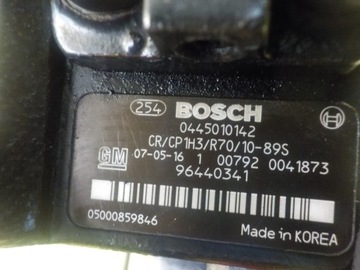 254 BOSCH
0445010142
CR/CP1H3/R70/10-89S
GM 07-05-16 1 00792 0041873
96440341
05000859846
Made in KOREA